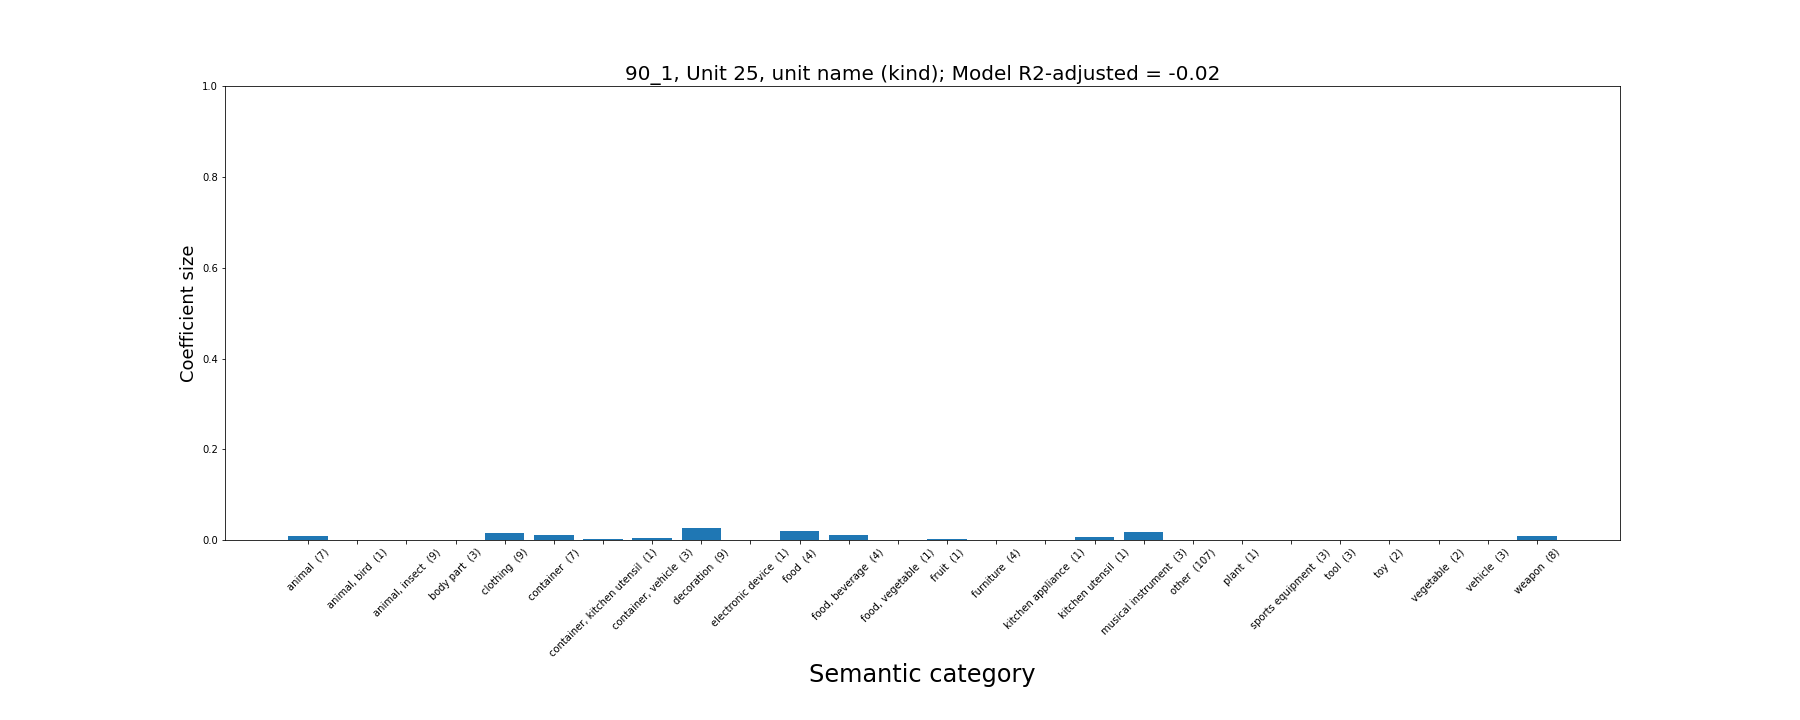 90_1, Unit 25, unit name (kind); Model R2-adjusted = -0.02
1.0
0.8
0.6
0.4
0.2
0.0
Coefficient size
animal (7)
animal, bird (1)
animal, insect (9)
body part (3)
clothing (9)
container (7)
container, kitchen utensil (1)
container, vehicle (3)
decoration (9)
electronic device (1)
food (4)
food, beverage (4)
food, vegetable (1)
fruit (1)
furniture (4)
kitchen appliance (1)
kitchen utensil (1)
musical instrument (3)
other (107)
plant (1)
sports equipment (3)
tool (3)
toy (2)
vegetable (2)
vehicle (3)
weapon (8)
Semantic category